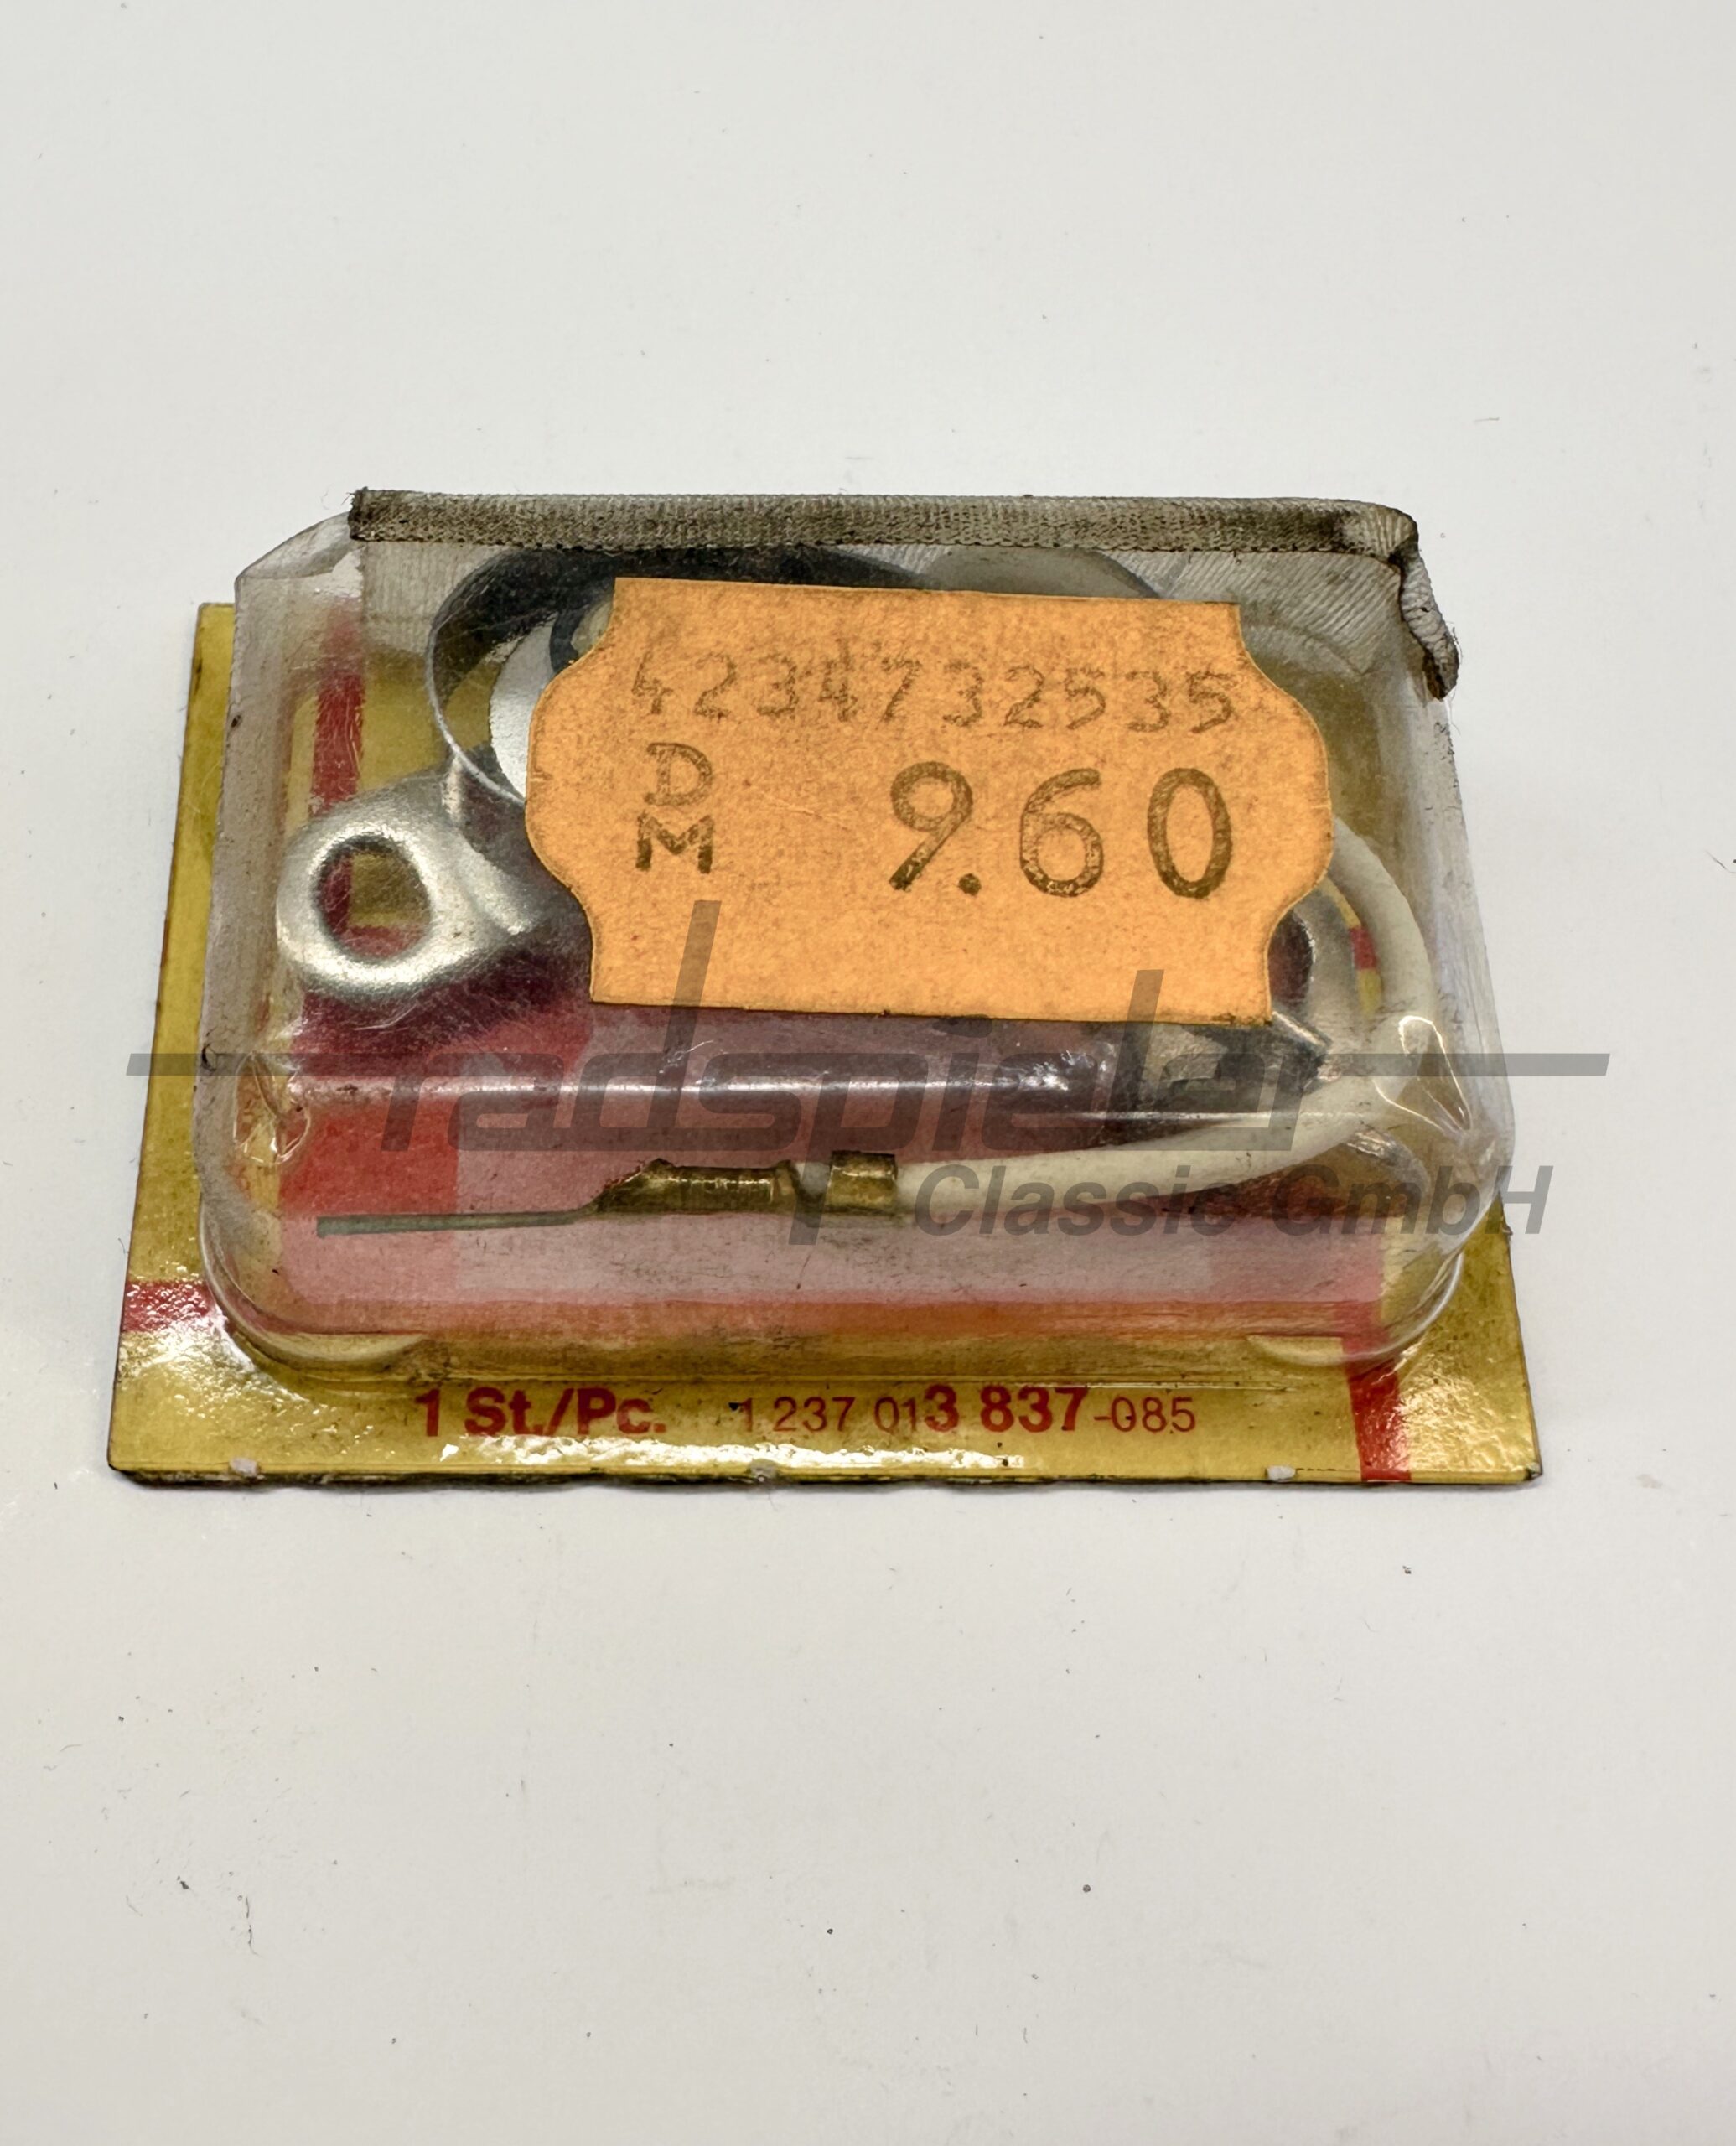 4234732535
DM 9.60
radspieler
Classic GmbH
1 St./Pc. 1 237 013 837-085